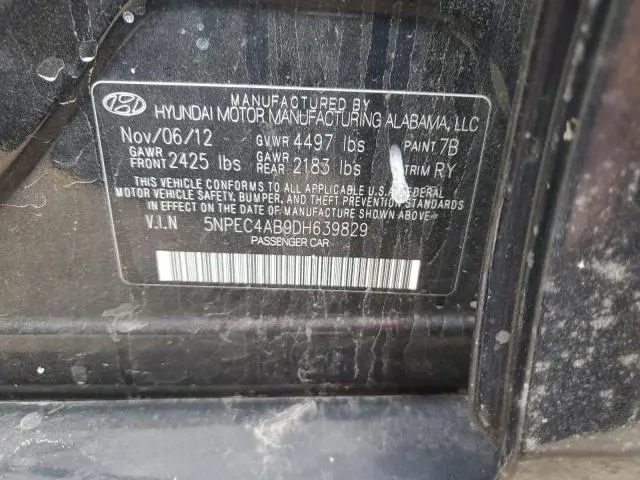 MANUFACTURED BY
HYUNDAI MOTOR MANUFACTURING ALABAMA, LLC
Nov/06/12 GVWR 4497 lbs PAINT 7B
GAWR FRONT 2425 lbs GAWR REAR 2183 lbs TRIM RY
THIS VEHICLE CONFORMS TO ALL APPLICABLE U.S.A. FEDERAL
MOTOR VEHICLE SAFETY, BUMPER, AND THEFT PREVENTION STANDARDS
IN EFFECT ON THE DATE OF MANUFACTURE SHOWN ABOVE.
V.I.N 5NPEC4AB9DH639829
PASSENGER CAR